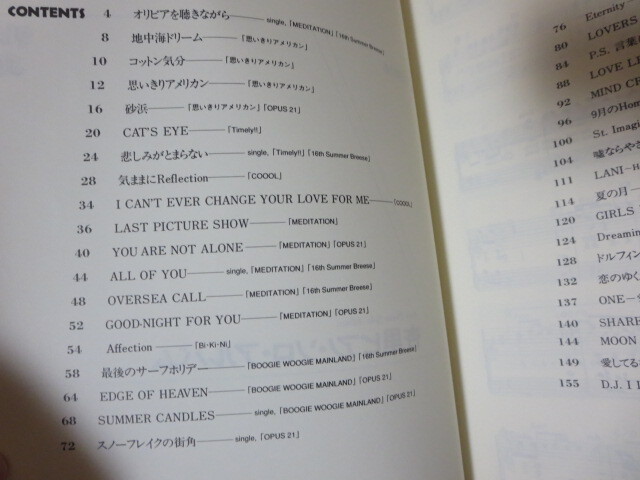 CONTENTS
4 オリビアを聴きながら――single,「MEDITATION」「16th Summer Breese」
8 地中海ドリーム――「思いきりアメリカン」
10 コットン気分――「思いきりアメリカン」
12 思いきりアメリカン――「思いきりアメリカン」
16 砂浜――「思いきりアメリカン」「OPUS 21」
20 CAT'S EYE――「Timely!!」
24 悲しみがとまらない――single,「Timely!!」「16th Summer Breese」
28 気ままにReflection――「COOOL」
34 I CAN'T EVER CHANGE YOUR LOVE FOR ME――「COOOL」
36 LAST PICTURE SHOW――「MEDITATION」
40 YOU ARE NOT ALONE――「MEDITATION」「OPUS 21」
44 ALL OF YOU――single,「MEDITATION」「16th Summer Breese」
48 OVERSEA CALL――「MEDITATION」「16th Summer Breese」
52 GOOD-NIGHT FOR YOU――「MEDITATION」「OPUS 21」
54 Affection――「Bi-Ki-Ni」
58 最後のサーフホリデー――「BOOGIE WOOGIE MAINLAND」「16th Summer Breese」
64 EDGE OF HEAVEN――「BOOGIE WOOGIE MAINLAND」「OPUS 21」
68 SUMMER CANDLES――single,「BOOGIE WOOGIE MAINLAND」「OPUS 21」
72 スノーフレイクの街角――single,「OPUS 21」
76 Eternity
80 LOVERS
84 P.S. 言葉に
88 LOVE LI
92 MIND CR
96 9月のHom
100 St. Imagi
104 嘘ならやさ
111 LANI－H
114 夏の月
120 GIRLS
124 Dreamin
128 ドルフィン
132 恋のゆく
137 ONE－
140 SHARE
144 MOON
149 愛してる
155 D.J. I